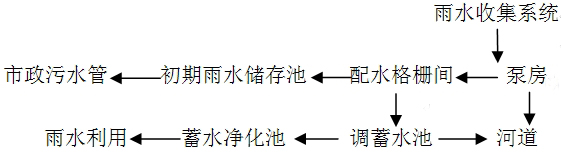 雨水收集系统
市政污水管 初期雨水储存池 配水格栅间 泵房
雨水利用 蓄水净化池 调蓄水池 河道